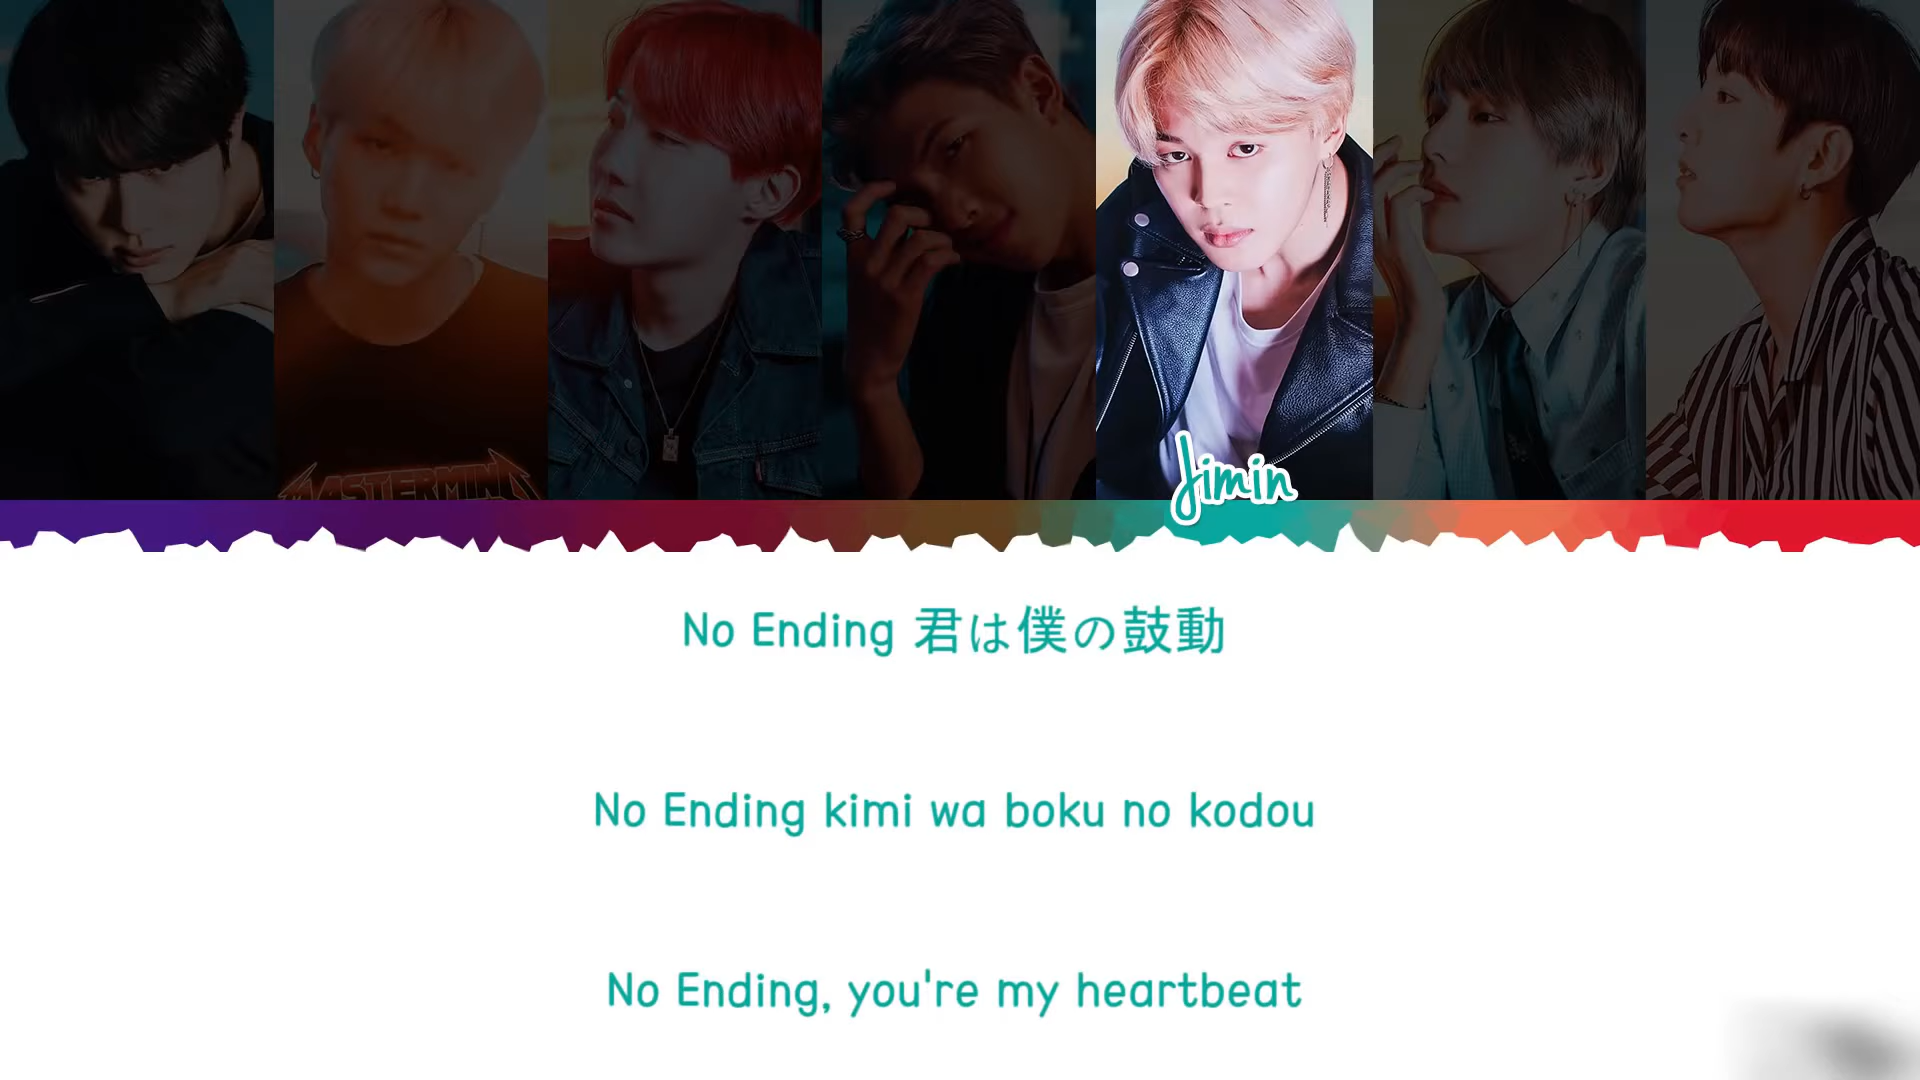 MASTERMIND
Jimin
No Ending 君は僕の鼓動
No Ending kimi wa boku no kodou
No Ending, you're my heartbeat